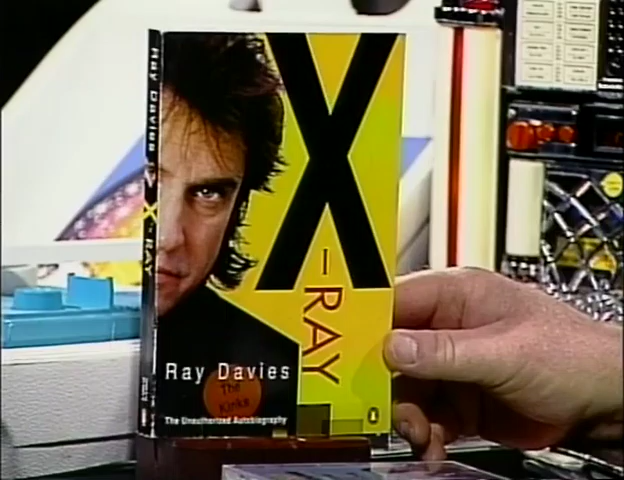 Ray Davies X-RAY
X
-RAY
Ray Davies
The
Kinks
The Unauthorized Autobiography